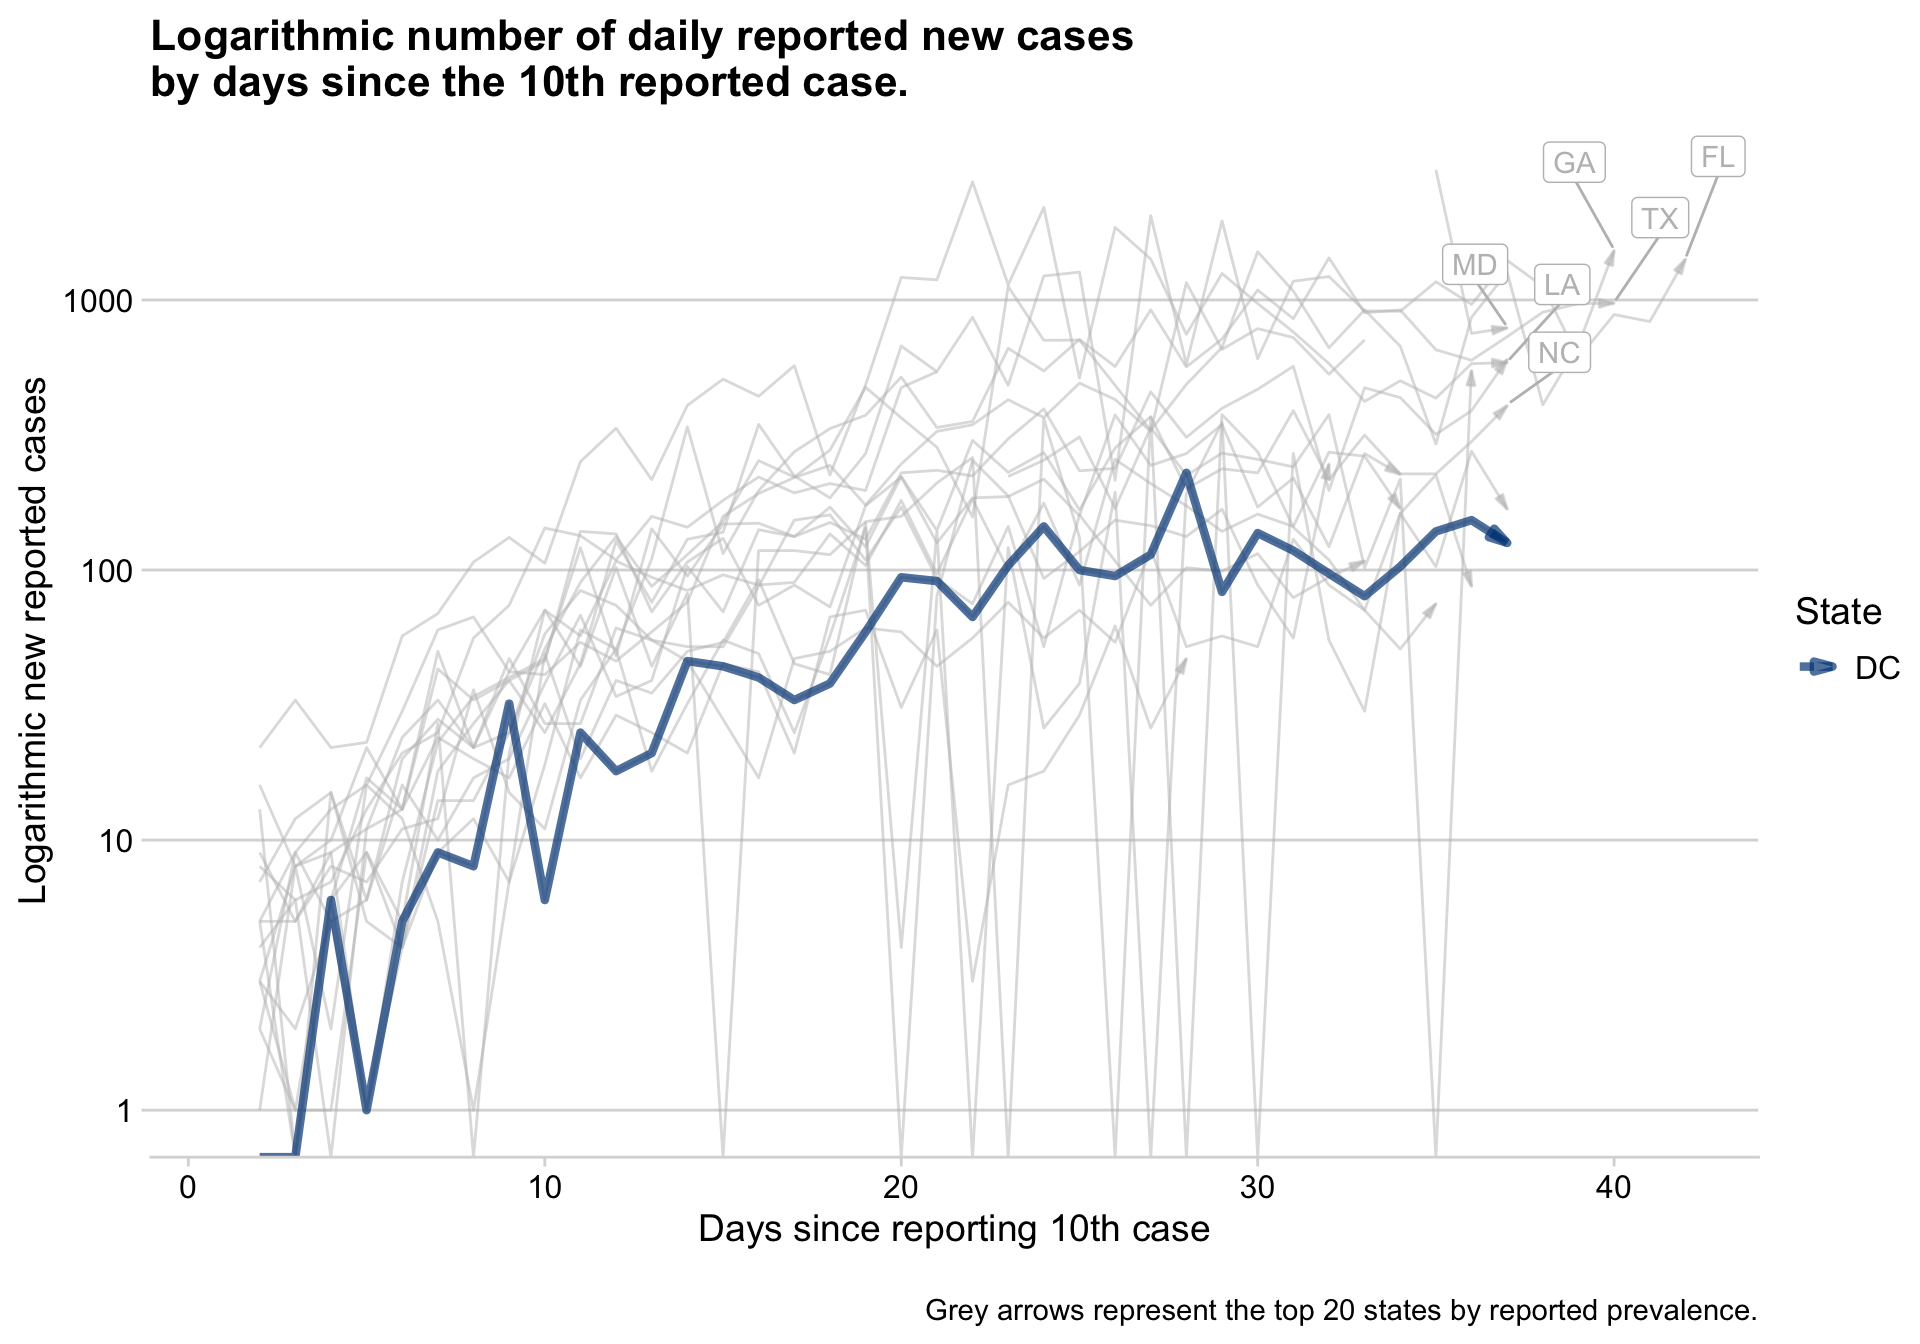 Logarithmic number of daily reported new cases
by days since the 10th reported case.
GA
FL
TX
MD
LA
NC
Logarithmic new reported cases
1000
100
10
1
0
10
20
30
40
Days since reporting 10th case
State
DC
Grey arrows represent the top 20 states by reported prevalence.